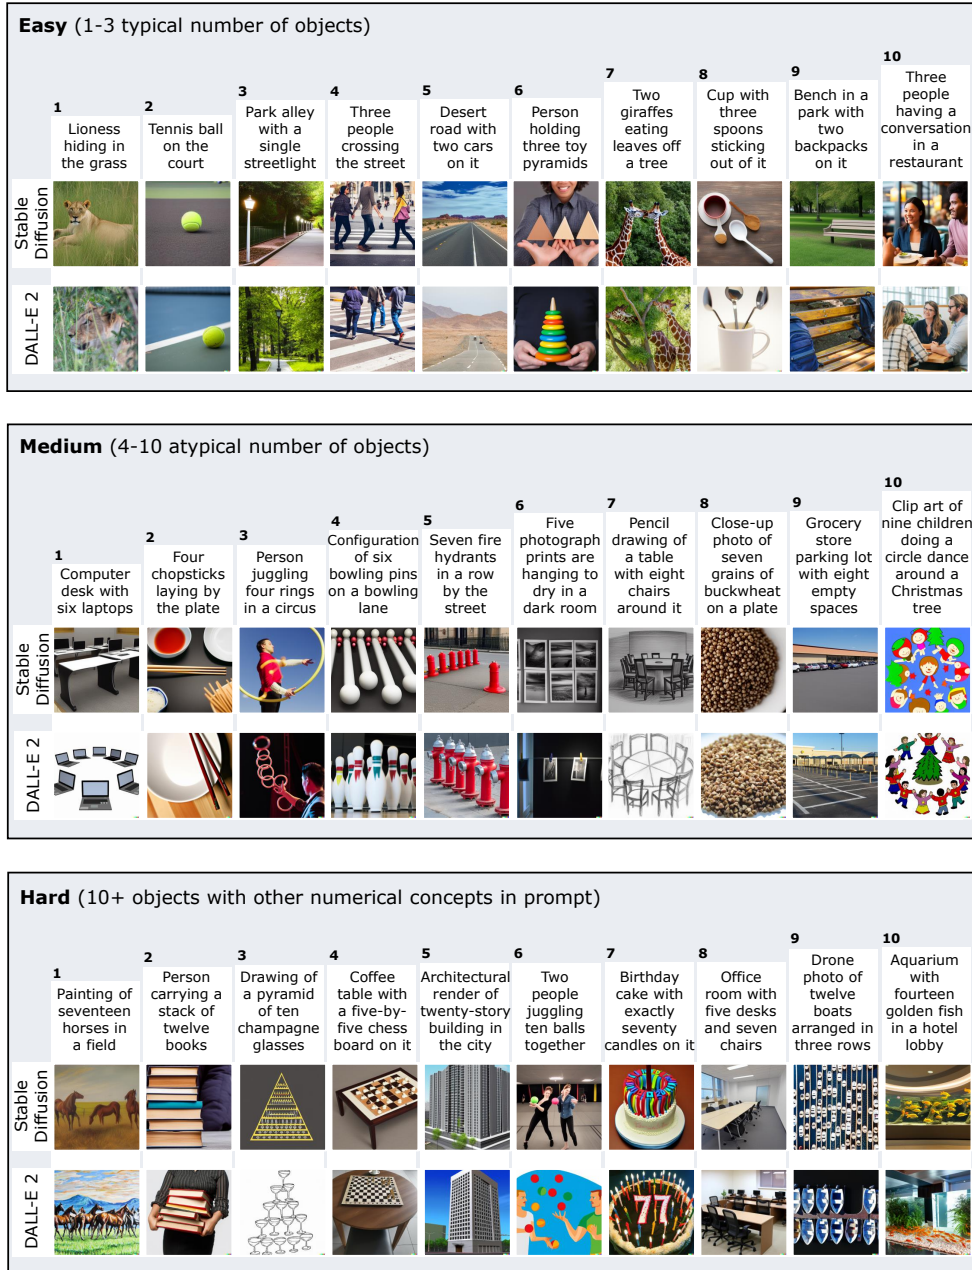 Easy (1-3 typical number of objects)
1
Lioness
hiding in
the grass
2
Tennis ball
on the
court
3
Park alley
with a
single
streetlight
4
Three
people
crossing
the street
5
Desert
road with
two cars
on it
6
Person
holding
three toy
pyramids
7
Two
giraffes
eating
leaves off
a tree
8
Cup with
three
spoons
sticking
out of it
9
Bench in a
park with
two
backpacks
on it
10
Three
people
having a
conversation
in a
restaurant
Stable
Diffusion
DALL-E 2
Medium (4-10 atypical number of objects)
1
Computer
desk with
six laptops
2
Four
chopsticks
laying by
the plate
3
Person
juggling
four rings
in a circus
4
Configuration
of six
bowling pins
on a bowling
lane
5
Seven fire
hydrants
in a row
by the
street
6
Five
photograph
prints are
hanging to
dry in a
dark room
7
Pencil
drawing of
a table
with eight
chairs
around it
8
Close-up
photo of
seven
grains of
buckwheat
on a plate
9
Grocery
store
parking lot
with eight
empty
spaces
10
Clip art of
nine children
doing a
circle dance
around a
Christmas
tree
Stable
Diffusion
DALL-E 2
Hard (10+ objects with other numerical concepts in prompt)
1
Painting of
seventeen
horses in
a field
2
Person
carrying a
stack of
twelve
books
3
Drawing of
a pyramid
of ten
champagne
glasses
4
Coffee
table with
a five-by-
five chess
board on it
5
Architectural
render of
twenty-story
building in
the city
6
Two
people
juggling
ten balls
together
7
Birthday
cake with
exactly
seventy
candles on it
8
Office
room with
five desks
and seven
chairs
9
Drone
photo of
twelve
boats
arranged in
three rows
10
Aquarium
with
fourteen
golden fish
in a hotel
lobby
Stable
Diffusion
DALL-E 2
77